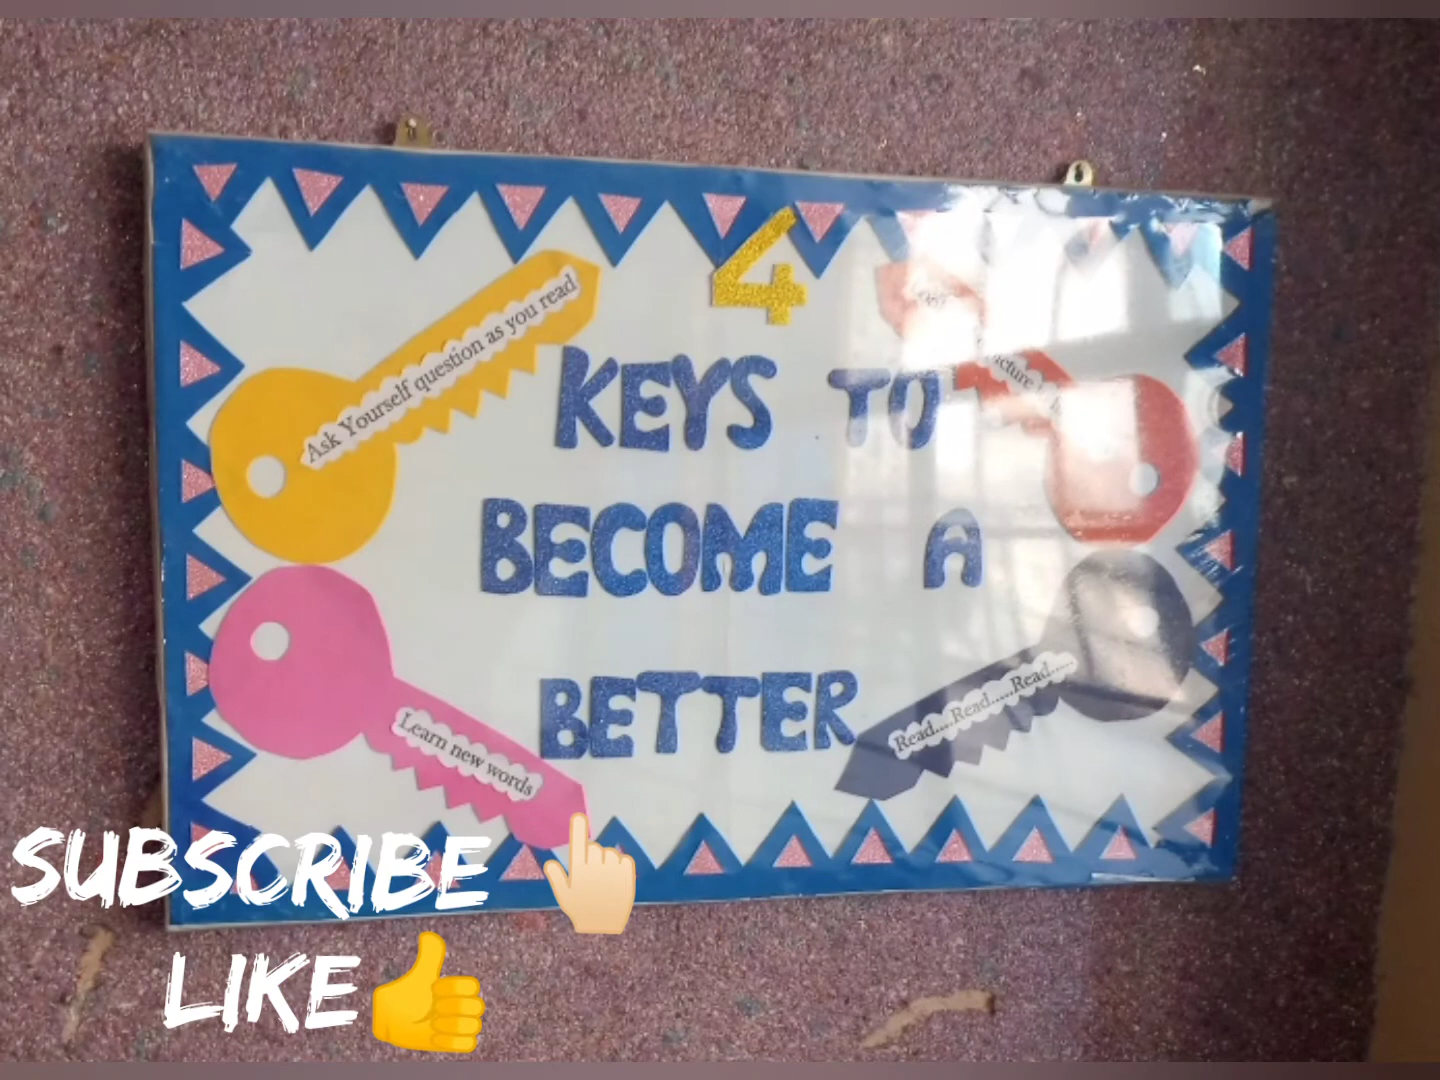 4
KEYS TO
BECOME A
BETTER
Ask Yourself question as you read
Learn new words
Read....Read.....Read.....
SUBSCRIBE 👆🏻
LIKE 👍